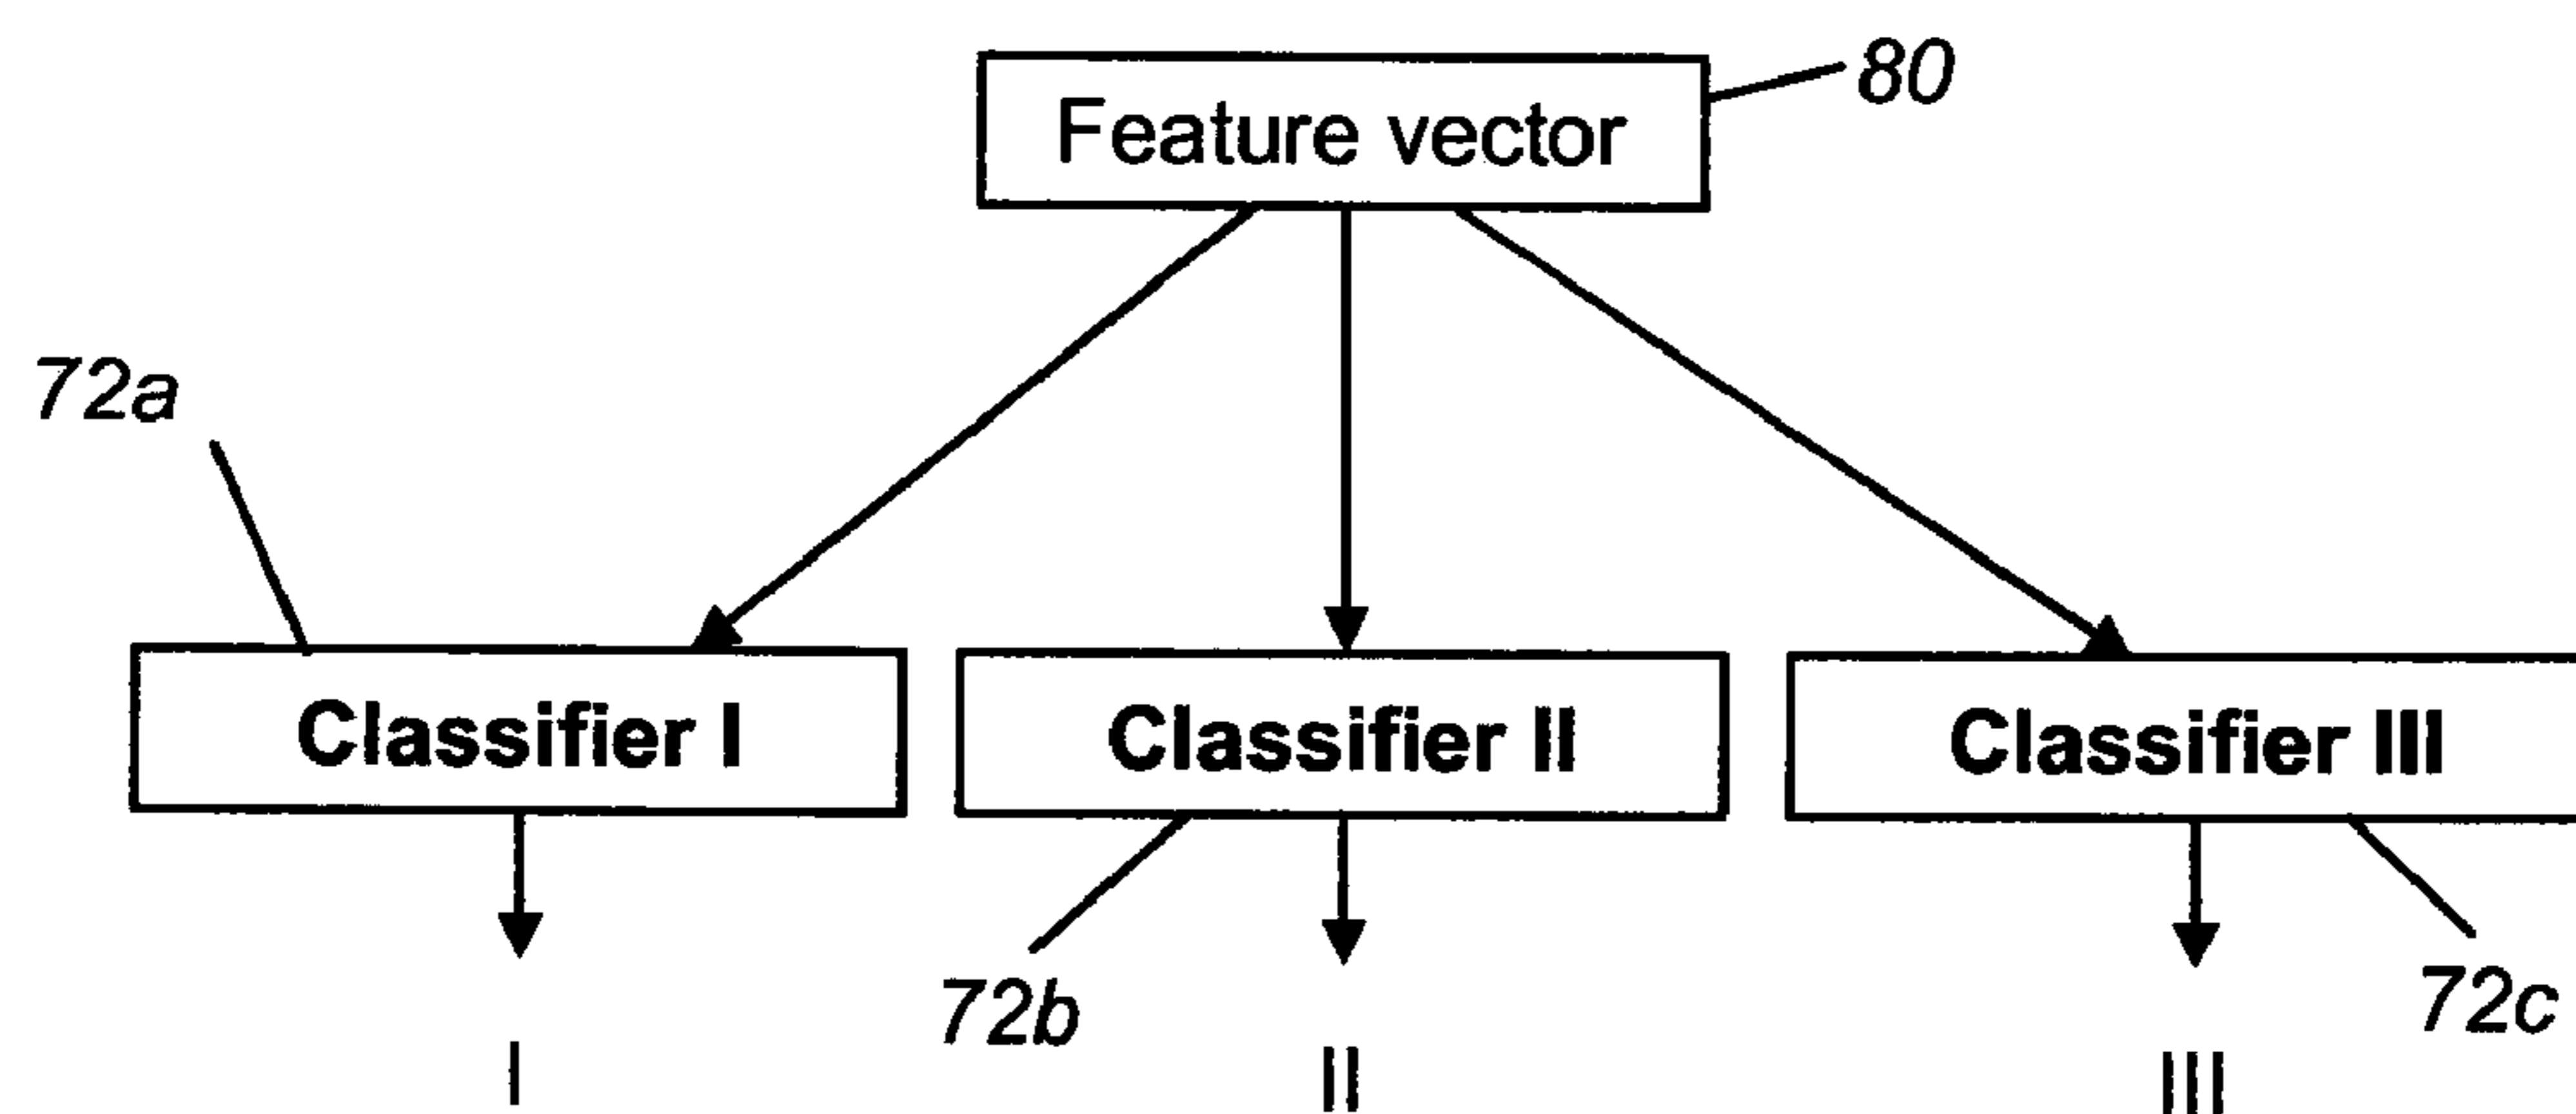 80
Feature vector
72a
Classifier I
Classifier II
Classifier III
72b
72c
I
II
III